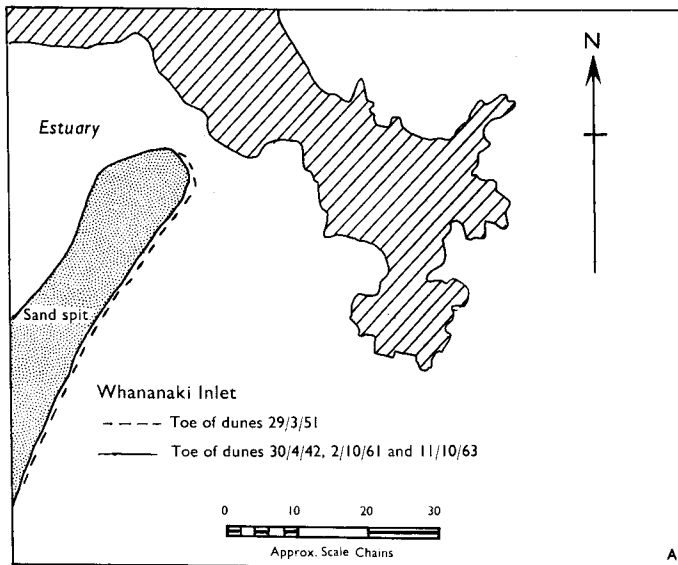 N
Estuary
Sand spit
Whananaki Inlet
Toe of dunes 29/3/51
Toe of dunes 30/4/42, 2/10/61 and 11/10/63
0 10 20 30
Approx. Scale Chains
A